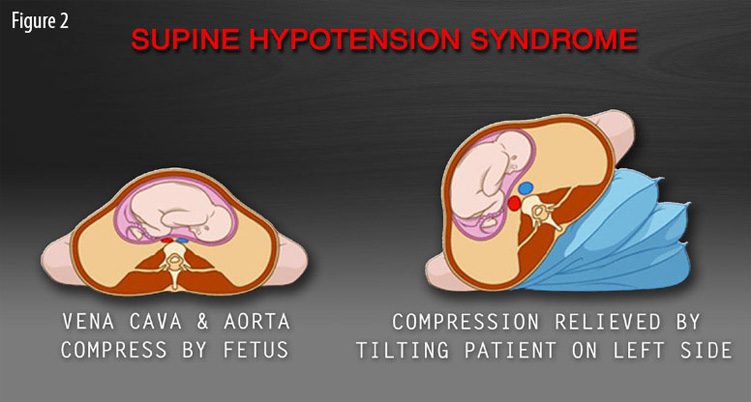 Figure 2
SUPINE HYPOTENSION SYNDROME
VENA CAVA & AORTA
COMPRESS BY FETUS
COMPRESSION RELIEVED BY
TILTING PATIENT ON LEFT SIDE